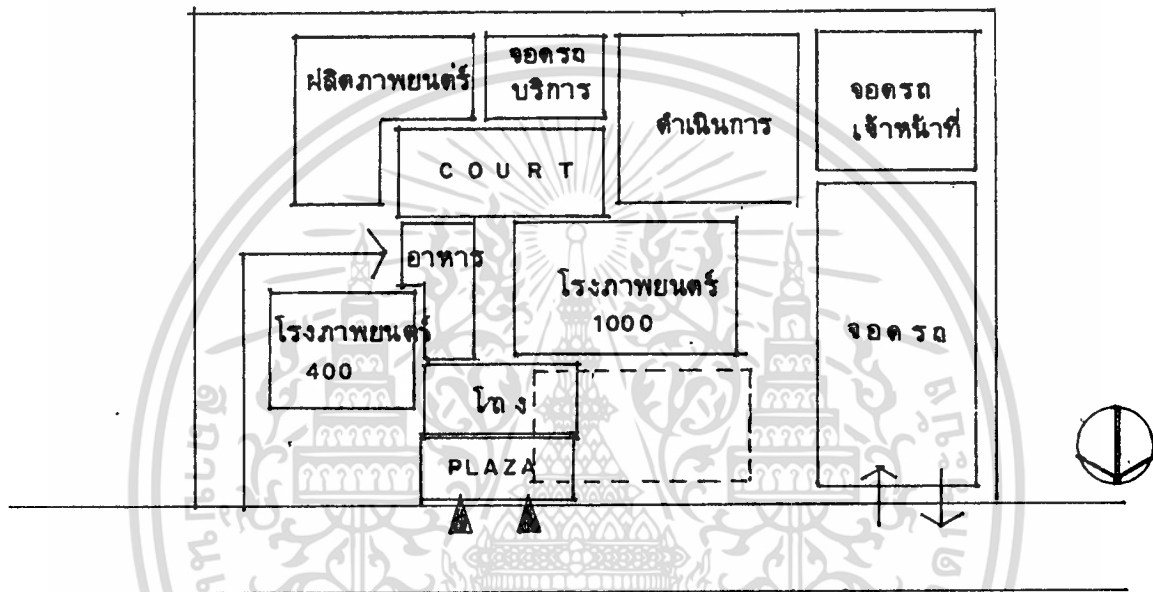 ผลิตภาพยนต์ร์
จอดรถ
บริการ
ดำเนินการ
จอดรถ
เจ้าหน้าที่
COURT
อาหาร
โรงภาพยนตร์
1000
โรงภาพยนตร์
400
จอดรถ
โถง
PLAZA